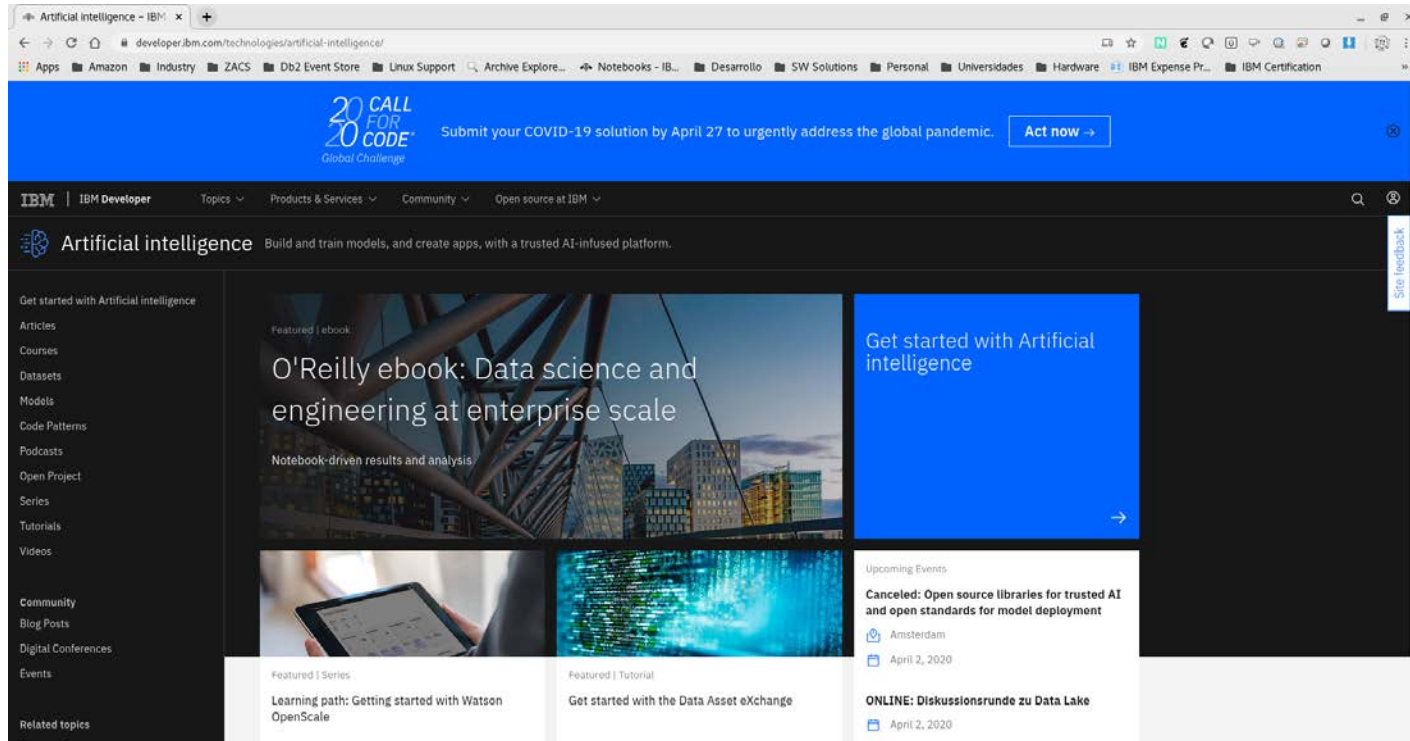 Artificial intelligence – IBM
developer.ibm.com/technologies/artificial-intelligence/
Apps Amazon Industry ZACS Db2 Event Store Linux Support Archive Explore... Notebooks - IB... Desarrollo SW Solutions Personal Universidades Hardware IBM Expense Pr... IBM Certification »
20 CALL
FOR
20 CODE
Global Challenge
Submit your COVID-19 solution by April 27 to urgently address the global pandemic.
Act now →
IBM | IBM Developer Topics Products & Services Community Open source at IBM
Artificial intelligence Build and train models, and create apps, with a trusted AI-infused platform.
Site feedback
Get started with Artificial intelligence
Articles
Courses
Datasets
Models
Code Patterns
Podcasts
Open Project
Series
Tutorials
Videos
Community
Blog Posts
Digital Conferences
Events
Related topics
Featured | ebook
O'Reilly ebook: Data science and
engineering at enterprise scale
Notebook-driven results and analysis
Get started with Artificial
intelligence
Featured | Series
Learning path: Getting started with Watson
OpenScale
Featured | Tutorial
Get started with the Data Asset eXchange
Upcoming Events
Canceled: Open source libraries for trusted AI
and open standards for model deployment
Amsterdam
April 2, 2020
ONLINE: Diskussionsrunde zu Data Lake
April 2, 2020